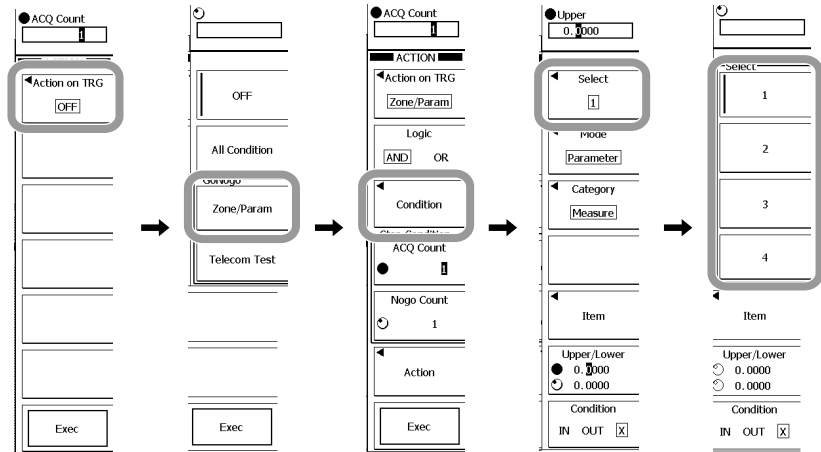 ACQ Count
1
Action on TRG
OFF
Exec
OFF
All Condition
GoNogo
Zone/Param
Telecom Test
Exec
ACQ Count
1
ACTION
Action on TRG
Zone/Param
Logic
AND OR
Condition
Stop Condition
ACQ Count
1
Nogo Count
1
Action
Exec
Upper
0.0000
Select
1
Mode
Parameter
Category
Measure
Item
Upper/Lower
0.0000
0.0000
Condition
IN OUT X
Select
1
2
3
4
Item
Upper/Lower
0.0000
0.0000
Condition
IN OUT X